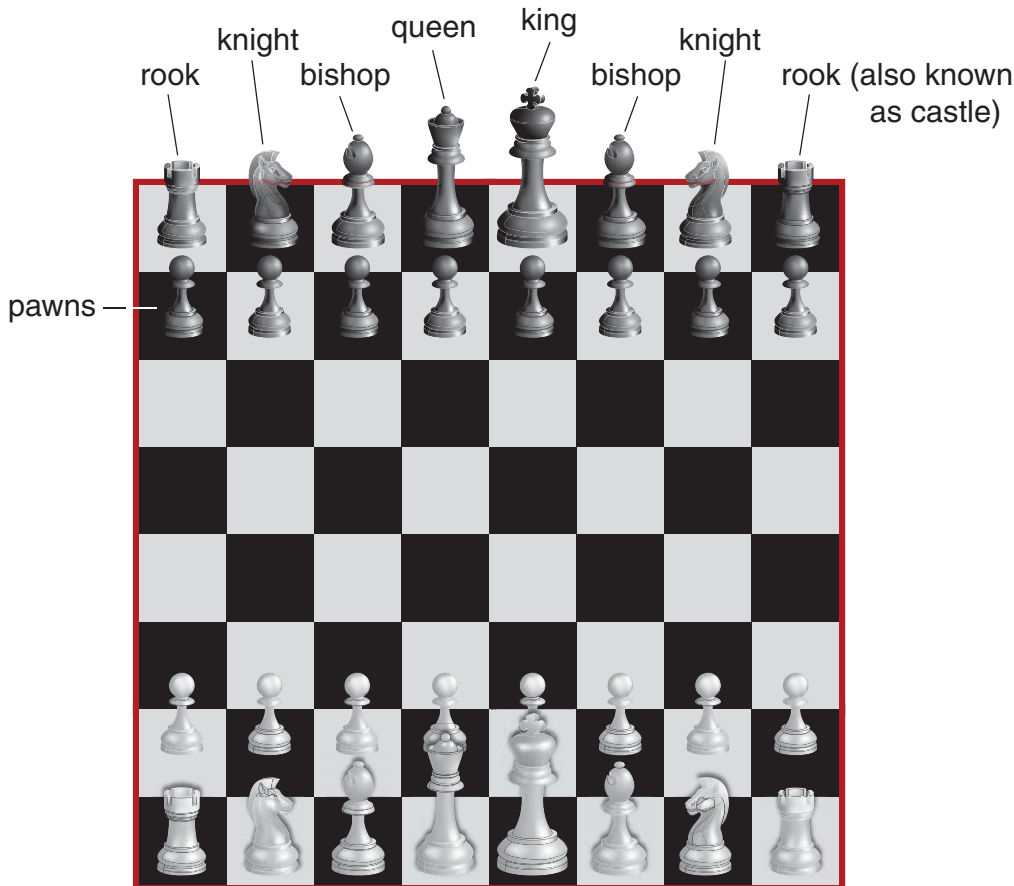 rook
knight
bishop
queen
king
bishop
knight
rook (also known
as castle)
pawns